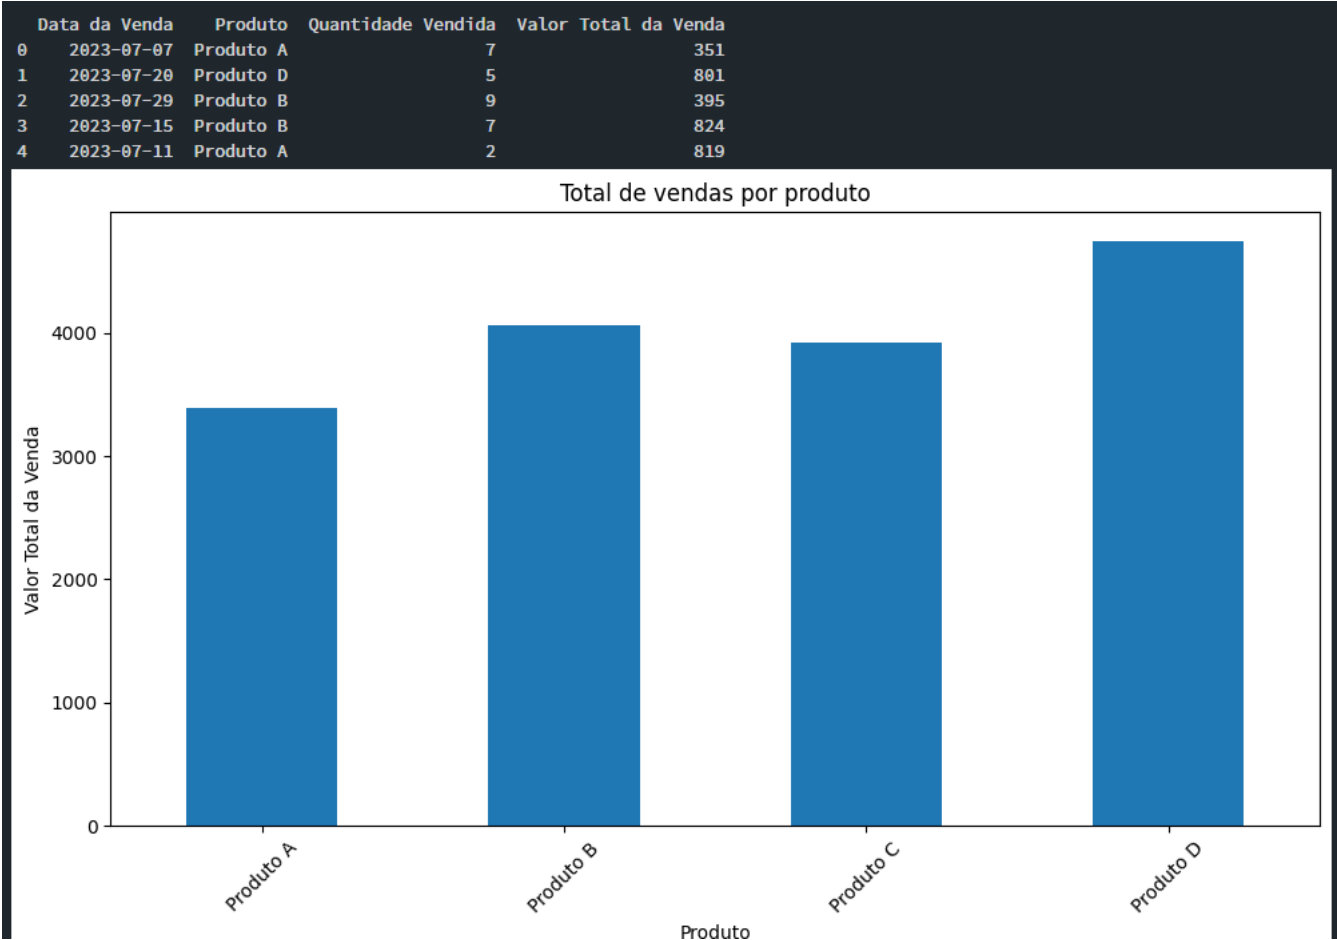 Data da Venda Produto Quantidade Vendida Valor Total da Venda
0 2023-07-07 Produto A 7 351
1 2023-07-20 Produto D 5 801
2 2023-07-29 Produto B 9 395
3 2023-07-15 Produto B 7 824
4 2023-07-11 Produto A 2 819
Total de vendas por produto
Valor Total da Venda
4000
3000
2000
1000
0
Produto A
Produto B
Produto C
Produto D
Produto